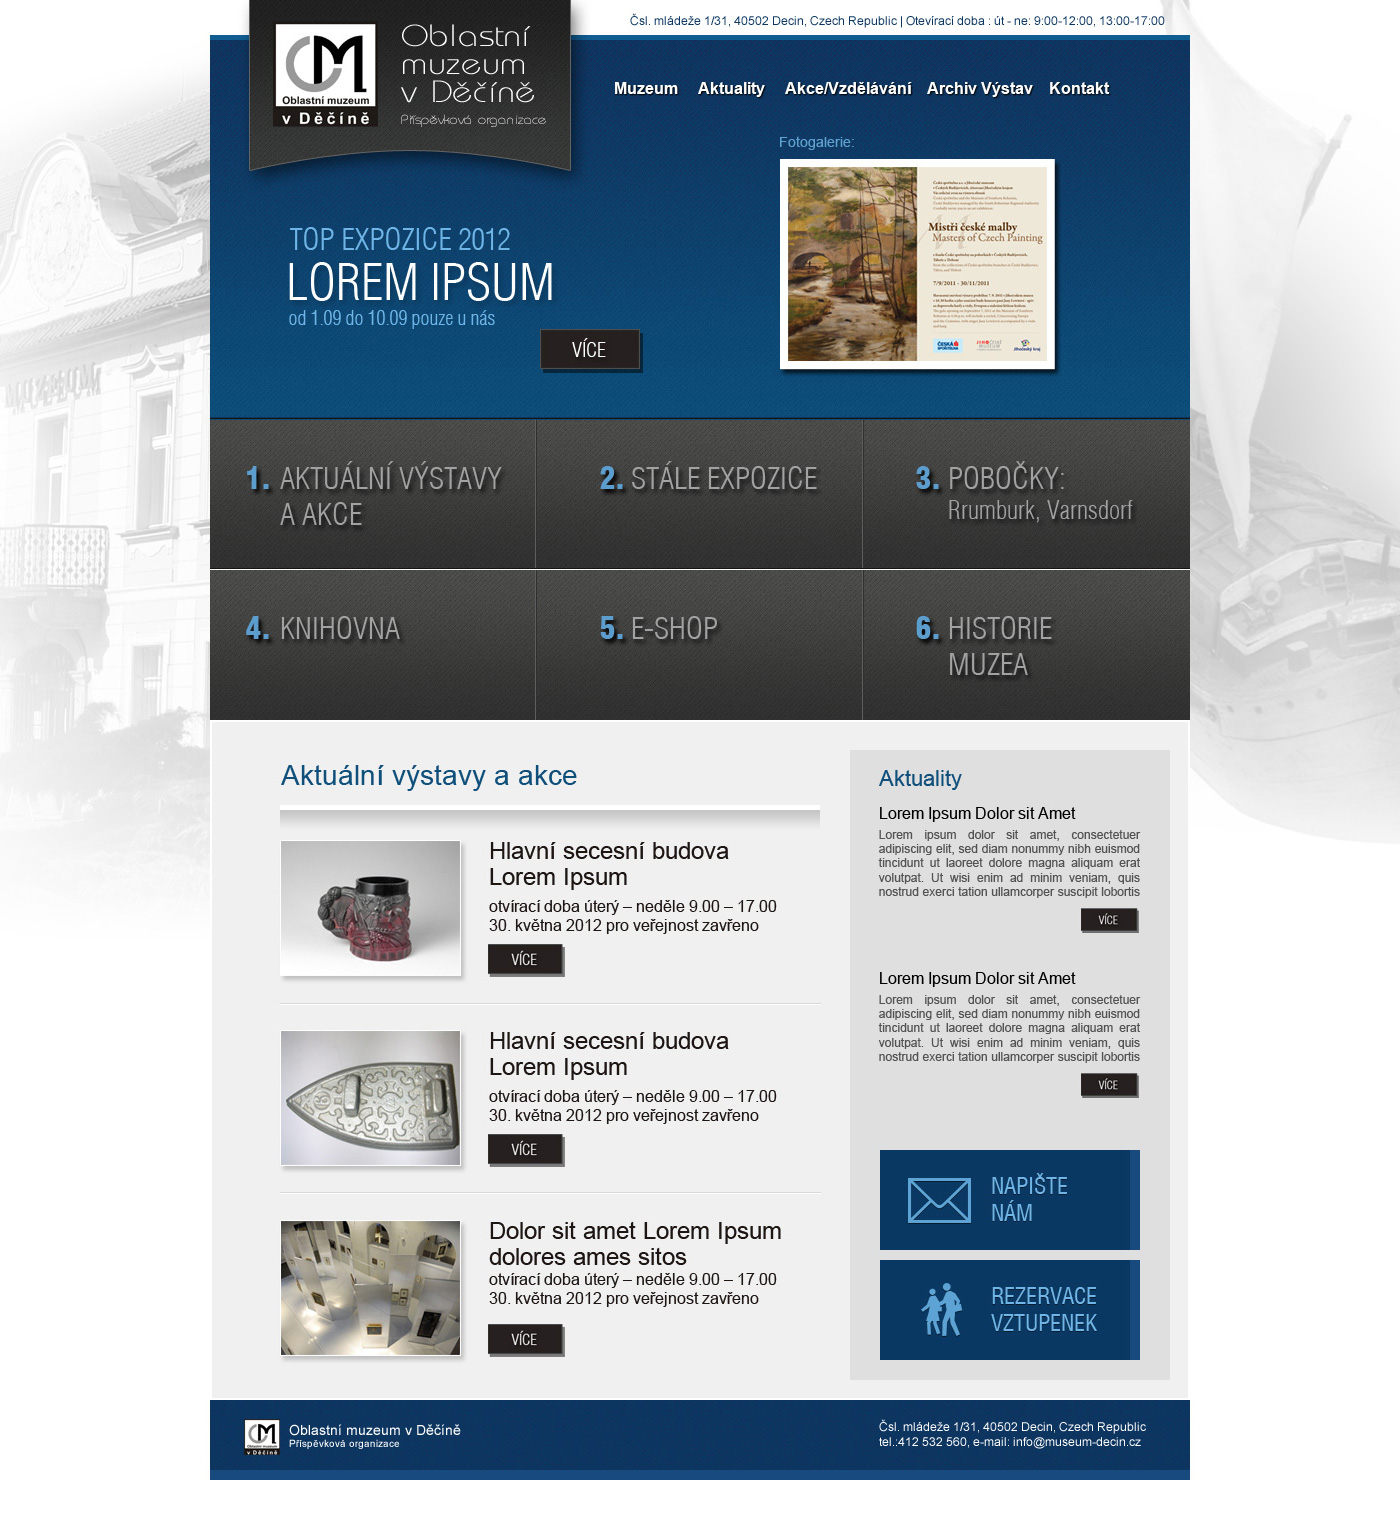 Čsl. mládeže 1/31, 40502 Decin, Czech Republic | Otevírací doba : út - ne: 9:00-12:00, 13:00-17:00
CM
Oblastní muzeum
v Děčíně
Oblastní
muzeum
v Děčíně
Příspěvková organizace
Muzeum Aktuality Akce/Vzdělávání Archiv Výstav Kontakt
Fotogalerie:
Mistři české malby
Masters of Czech Painting
7/9/2011 - 30/11/2011
TOP EXPOZICE 2012
LOREM IPSUM
od 1.09 do 10.09 pouze u nás
VÍCE
MUZEUM
1. AKTUÁLNÍ VÝSTAVY
A AKCE
2. STÁLE EXPOZICE
3. POBOČKY:
Rrumburk, Varnsdorf
4. KNIHOVNA
5. E-SHOP
6. HISTORIE
MUZEA
Aktuální výstavy a akce
Hlavní secesní budova
Lorem Ipsum
otvírací doba úterý – neděle 9.00 – 17.00
30. května 2012 pro veřejnost zavřeno
VÍCE
Hlavní secesní budova
Lorem Ipsum
otvírací doba úterý – neděle 9.00 – 17.00
30. května 2012 pro veřejnost zavřeno
VÍCE
Dolor sit amet Lorem Ipsum
dolores ames sitos
otvírací doba úterý – neděle 9.00 – 17.00
30. května 2012 pro veřejnost zavřeno
VÍCE
Aktuality
Lorem Ipsum Dolor sit Amet
Lorem ipsum dolor sit amet, consectetuer
adipiscing elit, sed diam nonummy nibh euismod
tincidunt ut laoreet dolore magna aliquam erat
volutpat. Ut wisi enim ad minim veniam, quis
nostrud exerci tation ullamcorper suscipit lobortis
VÍCE
Lorem Ipsum Dolor sit Amet
Lorem ipsum dolor sit amet, consectetuer
adipiscing elit, sed diam nonummy nibh euismod
tincidunt ut laoreet dolore magna aliquam erat
volutpat. Ut wisi enim ad minim veniam, quis
nostrud exerci tation ullamcorper suscipit lobortis
VÍCE
NAPIŠTE
NÁM
REZERVACE
VZTUPENEK
CM
Oblastní muzeum
v Děčíně
Oblastní muzeum v Děčíně
Příspěvková organizace
Čsl. mládeže 1/31, 40502 Decin, Czech Republic
tel.:412 532 560, e-mail: info@museum-decin.cz